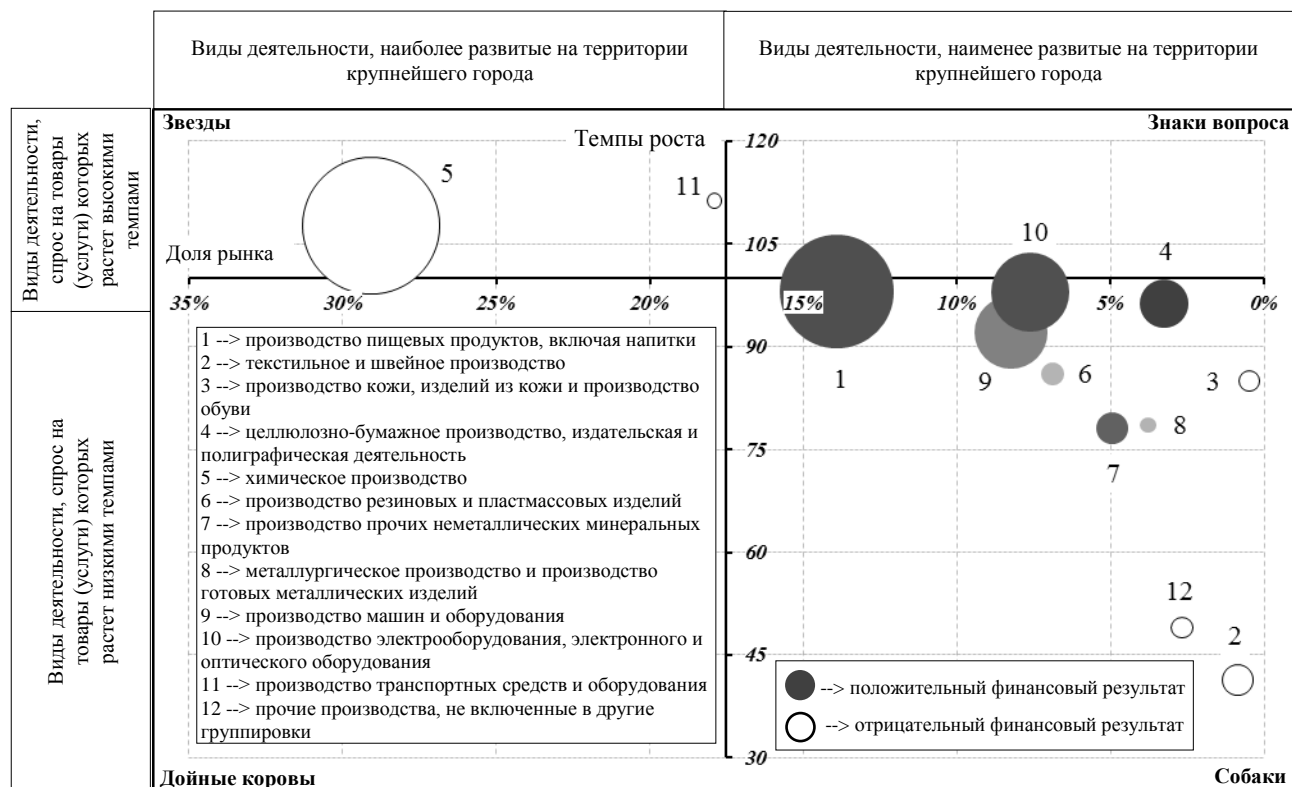 Виды деятельности, наиболее развитые на территории
крупнейшего города
Виды деятельности, наименее развитые на территории
крупнейшего города
Виды деятельности,
спрос на товары
(услуги) которых
растет высокими
темпами
Виды деятельности, спрос на
товары (услуги) которых
растет низкими темпами
Звезды
Знаки вопроса
Темпы роста
120
5
11
10
4
105
Доля рынка
35%
30%
25%
20%
15%
10%
5%
0%
90
1
9
6
3
75
7
8
60
12
2
45
30
1 --> производство пищевых продуктов, включая напитки
2 --> текстильное и швейное производство
3 --> производство кожи, изделий из кожи и производство
обуви
4 --> целлюлозно-бумажное производство, издательская и
полиграфическая деятельность
5 --> химическое производство
6 --> производство резиновых и пластмассовых изделий
7 --> производство прочих неметаллических минеральных
продуктов
8 --> металлургическое производство и производство
готовых металлических изделий
9 --> производство машин и оборудования
10 --> производство электрооборудования, электронного и
оптического оборудования
11 --> производство транспортных средств и оборудования
12 --> прочие производства, не включенные в другие
группировки
--> положительный финансовый результат
--> отрицательный финансовый результат
Дойные коровы
Собаки